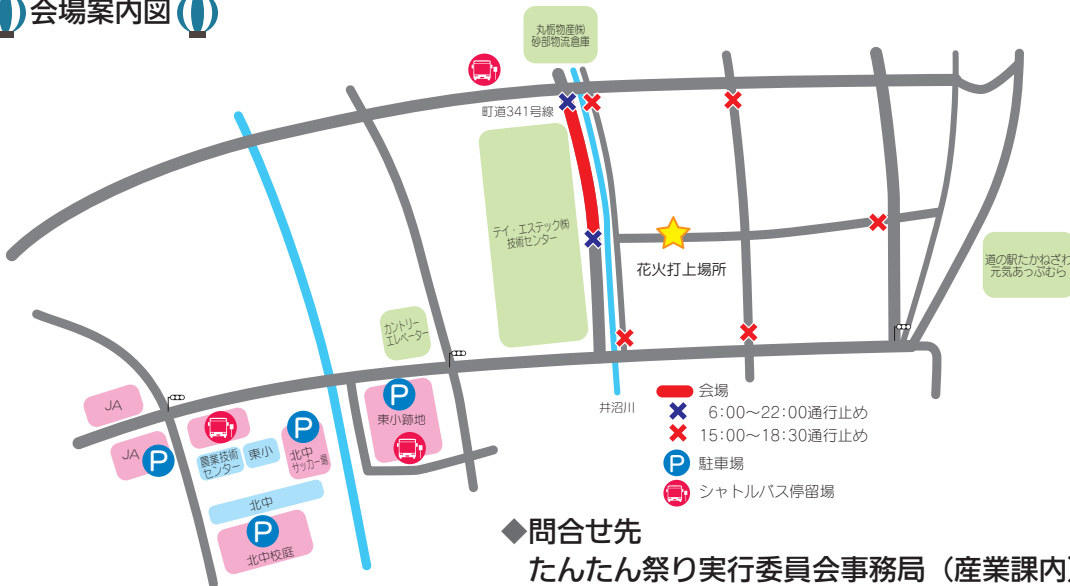 会場案内図
丸栃物産㈱
砂部物流倉庫
町道341号線
テイ・エステック㈱
技術センター
花火打上場所
道の駅たかねざわ
元気あっぷむら
カントリー
エレベーター
井沼川
JA
JA
P
農業技術
センター
東小
P
北中
サッカー場
P
東小跡地
北中
P
北中校庭
会場
6:00～22:00通行止め
15:00～18:30通行止め
P 駐車場
シャトルバス停留場
◆問合せ先
たんたん祭り実行委員会事務局（産業課内）